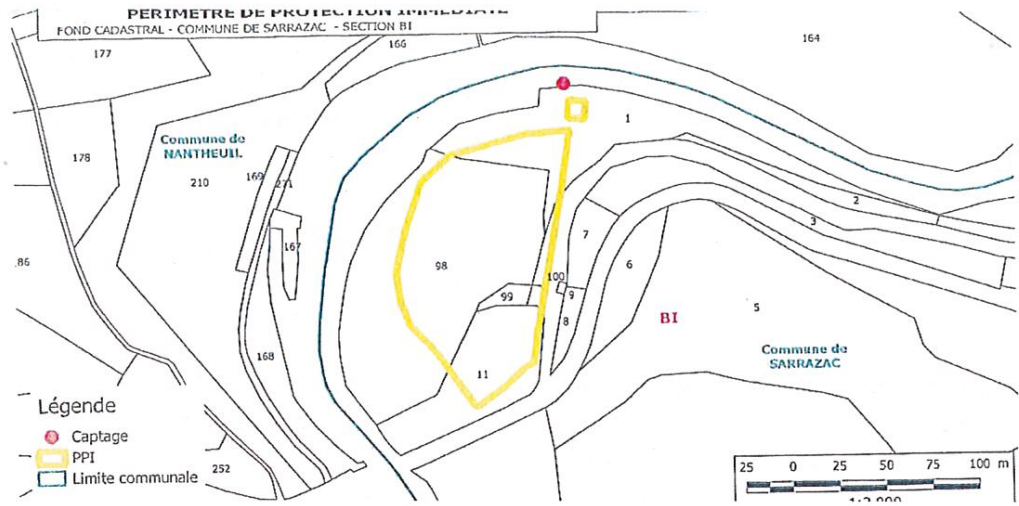 PERIMETRE DE PROTECTION IMMEDIATE
FOND CADASTRAL - COMMUNE DE SARRAZAC - SECTION BI
177
166
164
1
Commune de
NANTHEUIL
178
210
169
271
167
2
3
7
6
86
98
100
99
9
8
5
BI
Commune de
SARRAZAC
168
11
252
Légende
Captage
PPI
Limite communale
25 0 25 50 75 100 m